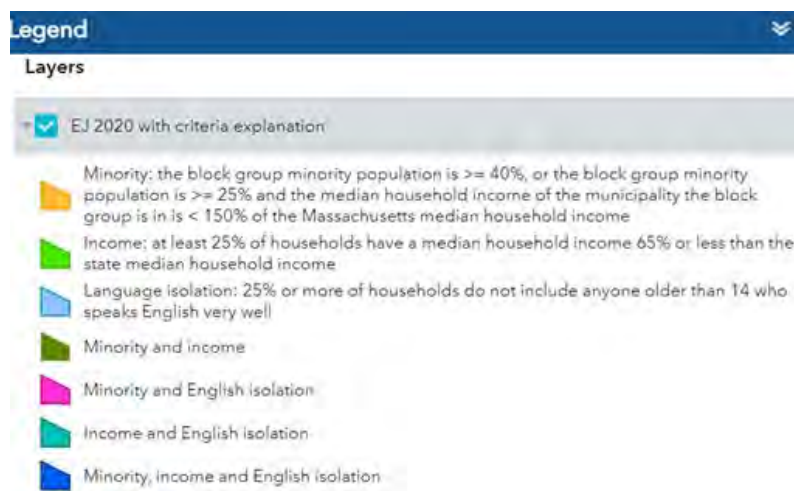 Legend
Layers
EJ 2020 with criteria explanation
Minority: the block group minority population is >= 40%, or the block group minority
population is >= 25% and the median household income of the municipality the block
group is in is < 150% of the Massachusetts median household income
Income: at least 25% of households have a median household income 65% or less than the
state median household income
Language isolation: 25% or more of households do not include anyone older than 14 who
speaks English very well
Minority and income
Minority and English isolation
Income and English isolation
Minority, income and English isolation